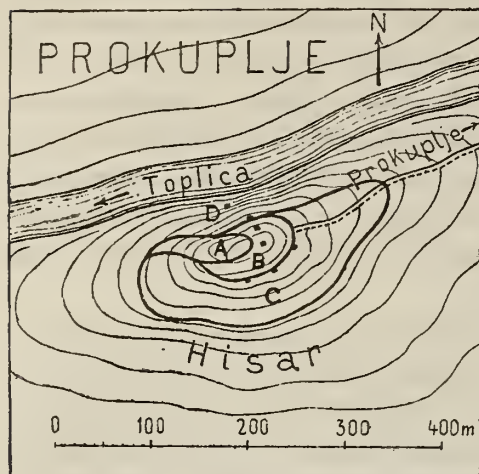 PROKUPLJE
N
Toplica
Prokuplje
D
A
B
C
Hisar
0 100 200 300 400m